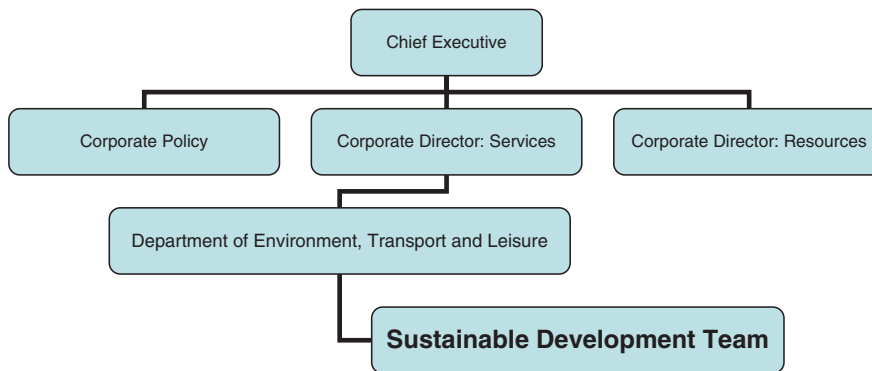 Chief Executive
Corporate Policy
Corporate Director: Services
Corporate Director: Resources
Department of Environment, Transport and Leisure
Sustainable Development Team